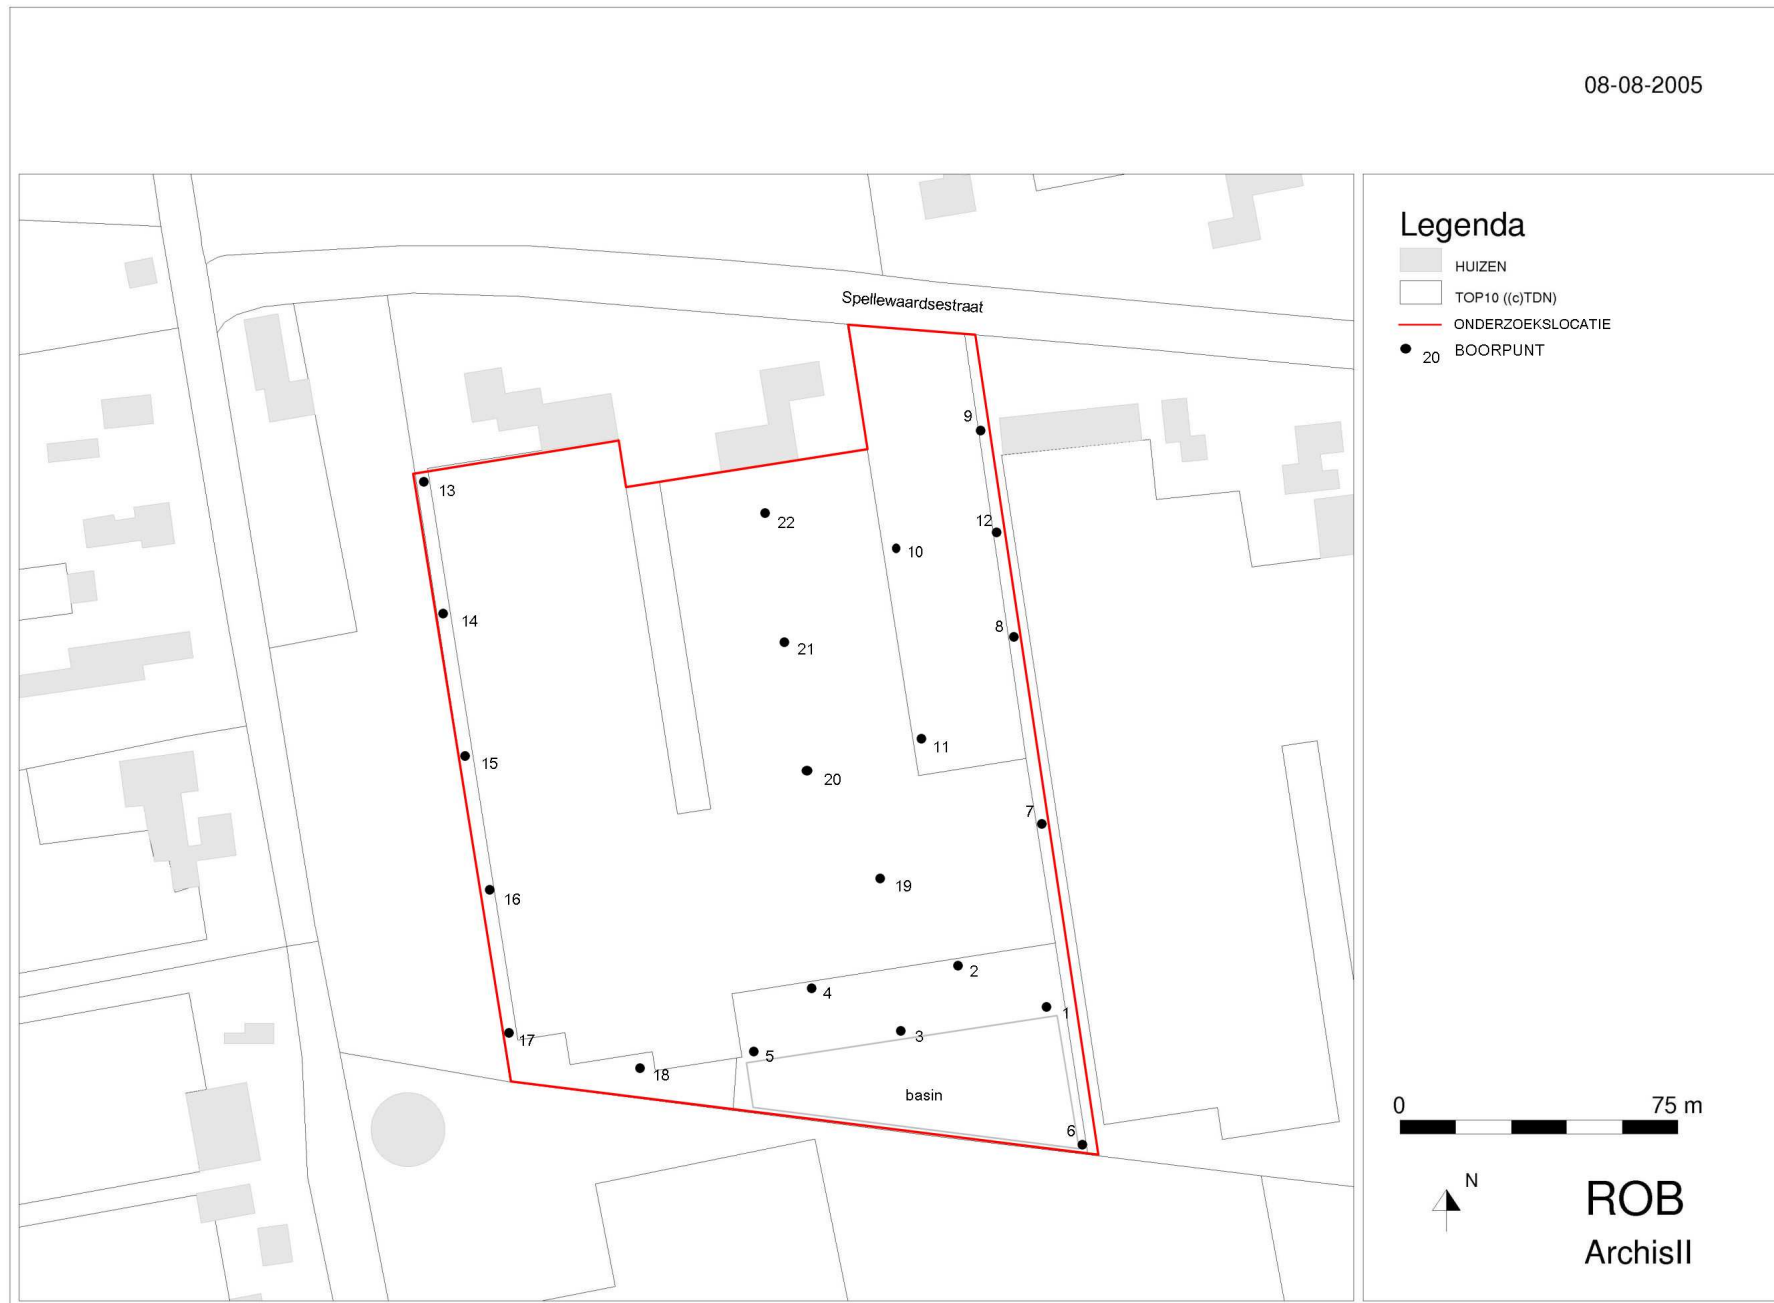 08-08-2005
Spellewaardsestraat
9
12
13
22
10
8
14
21
11
15
20
7
16
19
2
4
1
3
17
5
18
basin
6
Legenda
HUIZEN
TOP10 ((c)TDN)
ONDERZOEKSLOCATIE
20 BOORPUNT
0 75 m
N
ROB
ArchisII